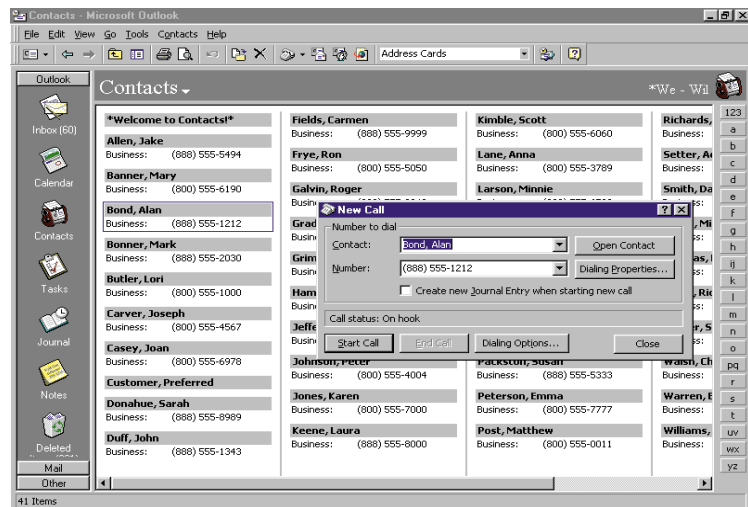 Contacts - Microsoft Outlook
File Edit View Go Tools Contacts Help
Address Cards
Outlook
Inbox (60)
Calendar
Contacts
Tasks
Journal
Notes
Deleted
Mail
Other
Contacts
*We - Wil
*Welcome to Contacts!*
Allen, Jake
Business: (888) 555-5494
Banner, Mary
Business: (800) 555-6190
Bond, Alan
Business: (888) 555-1212
Bonner, Mark
Business: (888) 555-2030
Butler, Lori
Business: (800) 555-1000
Carver, Joseph
Business: (800) 555-4567
Casey, Joan
Business: (800) 555-6978
Customer, Preferred
Donahue, Sarah
Business: (888) 555-8989
Duff, John
Business: (888) 555-1343
Fields, Carmen
Business: (888) 555-9999
Frye, Ron
Business: (800) 555-5050
Galvin, Roger
Johnson, Peter
Business: (800) 555-4004
Jones, Karen
Business: (800) 555-7000
Keene, Laura
Business: (888) 555-8000
Kimble, Scott
Business: (800) 555-6060
Lane, Anna
Business: (800) 555-3789
Larson, Minnie
Packston, Susan
Business: (888) 555-5333
Peterson, Emma
Business: (800) 555-7777
Post, Matthew
Business: (800) 555-0011
Richards,
Business:
Setter,
Business:
Smith, Da
Walsh, Ch
Business:
Warren,
Business:
Williams,
Business:
New Call
Number to dial
Contact: Bond, Alan Open Contact
Number: (888) 555-1212 Dialing Properties...
Create new Journal Entry when starting new call
Call status: On hook
Start Call End Call Dialing Options... Close
123
a
b
c
d
e
f
g
h
ij
k
l
m
n
o
pq
r
s
t
uv
wx
yz
41 Items